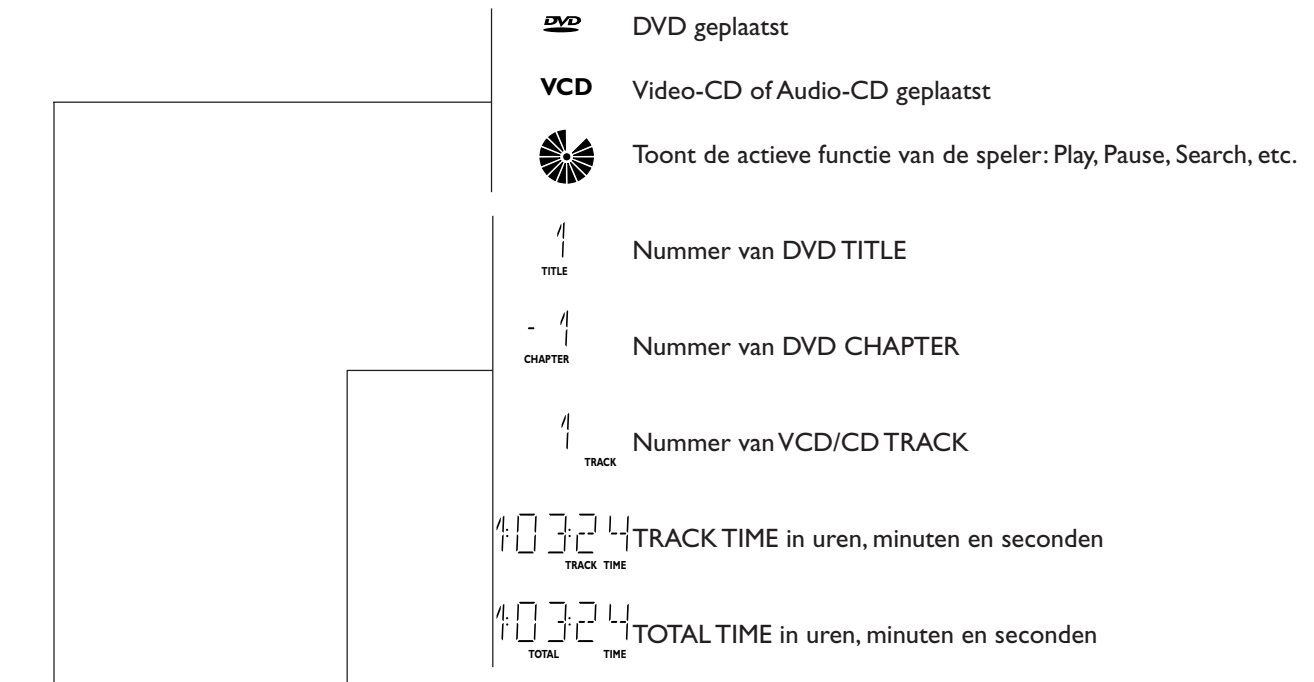 DVD DVD geplaatst
VCD Video-CD of Audio-CD geplaatst
Toont de actieve functie van de speler: Play, Pause, Search, etc.
1
TITLE
Nummer van DVD TITLE
- 1
CHAPTER
Nummer van DVD CHAPTER
1
TRACK
Nummer van VCD/CD TRACK
1:03:24
TRACK TIME
TRACK TIME in uren, minuten en seconden
1:03:24
TOTAL TIME
TOTAL TIME in uren, minuten en seconden